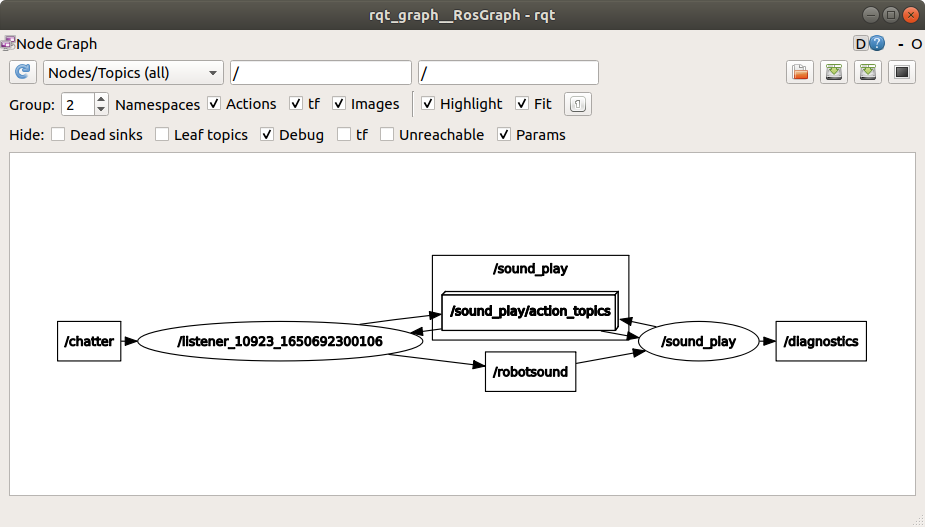 rqt_graph__RosGraph - rqt
Node Graph D ? - O
Nodes/Topics (all) / /
Group: 2 Namespaces Actions tf Images Highlight Fit
Hide: Dead sinks Leaf topics Debug tf Unreachable Params
/sound_play
/sound_play/action_topics
/chatter /listener_10923_1650692300106 /sound_play /diagnostics
/robotsound